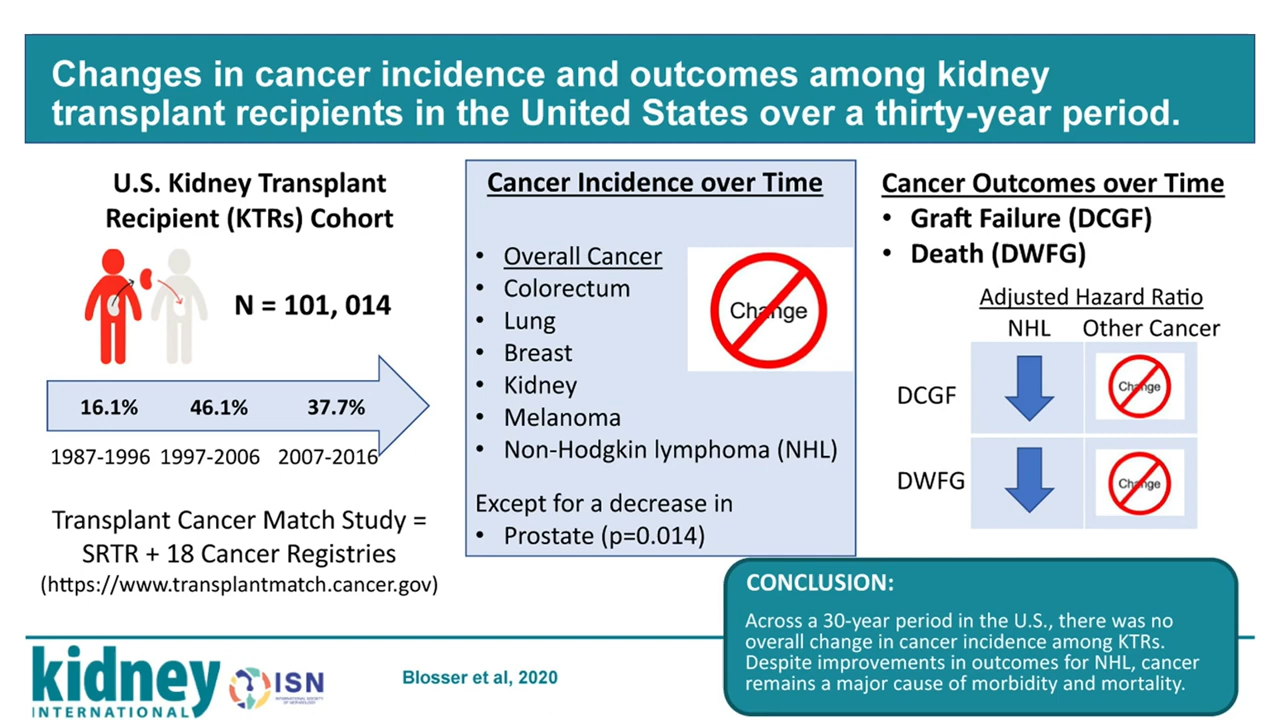 Changes in cancer incidence and outcomes among kidney
transplant recipients in the United States over a thirty-year period.
U.S. Kidney Transplant
Recipient (KTRs) Cohort
N = 101, 014
16.1% 46.1% 37.7%
1987-1996 1997-2006 2007-2016
Transplant Cancer Match Study =
SRTR + 18 Cancer Registries
(https://www.transplantmatch.cancer.gov)
Cancer Incidence over Time
• Overall Cancer
• Colorectum
• Lung
• Breast
• Kidney
• Melanoma
• Non-Hodgkin lymphoma (NHL)
Change
Except for a decrease in
• Prostate (p=0.014)
Cancer Outcomes over Time
• Graft Failure (DCGF)
• Death (DWFG)
Adjusted Hazard Ratio
NHL Other Cancer
DCGF Change
DWFG Change
CONCLUSION:
Across a 30-year period in the U.S., there was no
overall change in cancer incidence among KTRs.
Despite improvements in outcomes for NHL, cancer
remains a major cause of morbidity and mortality.
kidney
INTERNATIONAL
ISN
INTERNATIONAL SOCIETY
OF NEPHROLOGY
Blosser et al, 2020